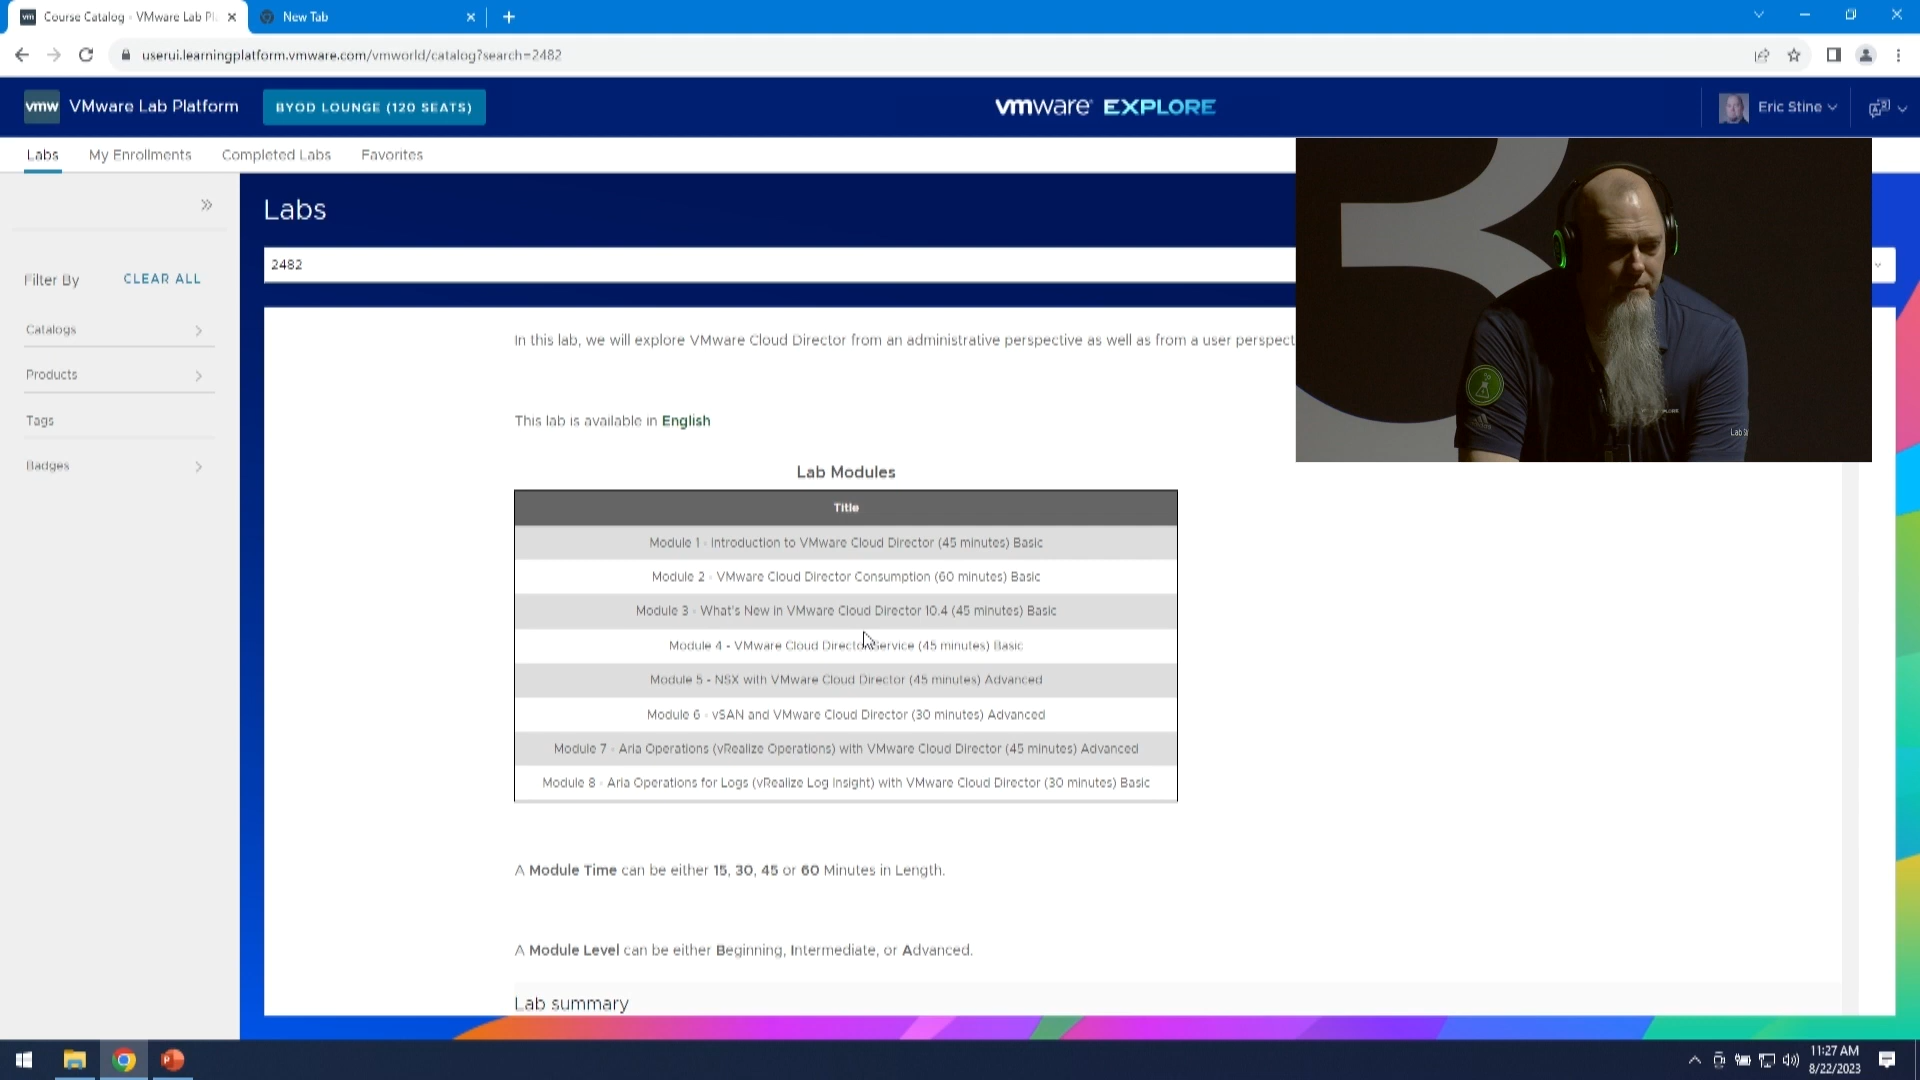 Course Catalog - VMware Lab Pl
New Tab
userui.learningplatform.vmware.com/vmworld/catalog?search=2482
vmw VMware Lab Platform
BYOD LOUNGE (120 SEATS)
vmware EXPLORE
Eric Stine
Labs
My Enrollments
Completed Labs
Favorites
Labs
2482
Filter By
CLEAR ALL
Catalogs
Products
Tags
Badges
In this lab, we will explore VMware Cloud Director from an administrative perspective as well as from a user perspect
This lab is available in English
Lab Modules
Title
Module 1 - Introduction to VMware Cloud Director (45 minutes) Basic
Module 2 - VMware Cloud Director Consumption (60 minutes) Basic
Module 3 - What's New in VMware Cloud Director 10.4 (45 minutes) Basic
Module 4 - VMware Cloud Director Service (45 minutes) Basic
Module 5 - NSX with VMware Cloud Director (45 minutes) Advanced
Module 6 - vSAN and VMware Cloud Director (30 minutes) Advanced
Module 7 - Aria Operations (vRealize Operations) with VMware Cloud Director (45 minutes) Advanced
Module 8 - Aria Operations for Logs (vRealize Log Insight) with VMware Cloud Director (30 minutes) Basic
A Module Time can be either 15, 30, 45 or 60 Minutes in Length.
A Module Level can be either Beginning, Intermediate, or Advanced.
Lab summary
11:27 AM
8/22/2023